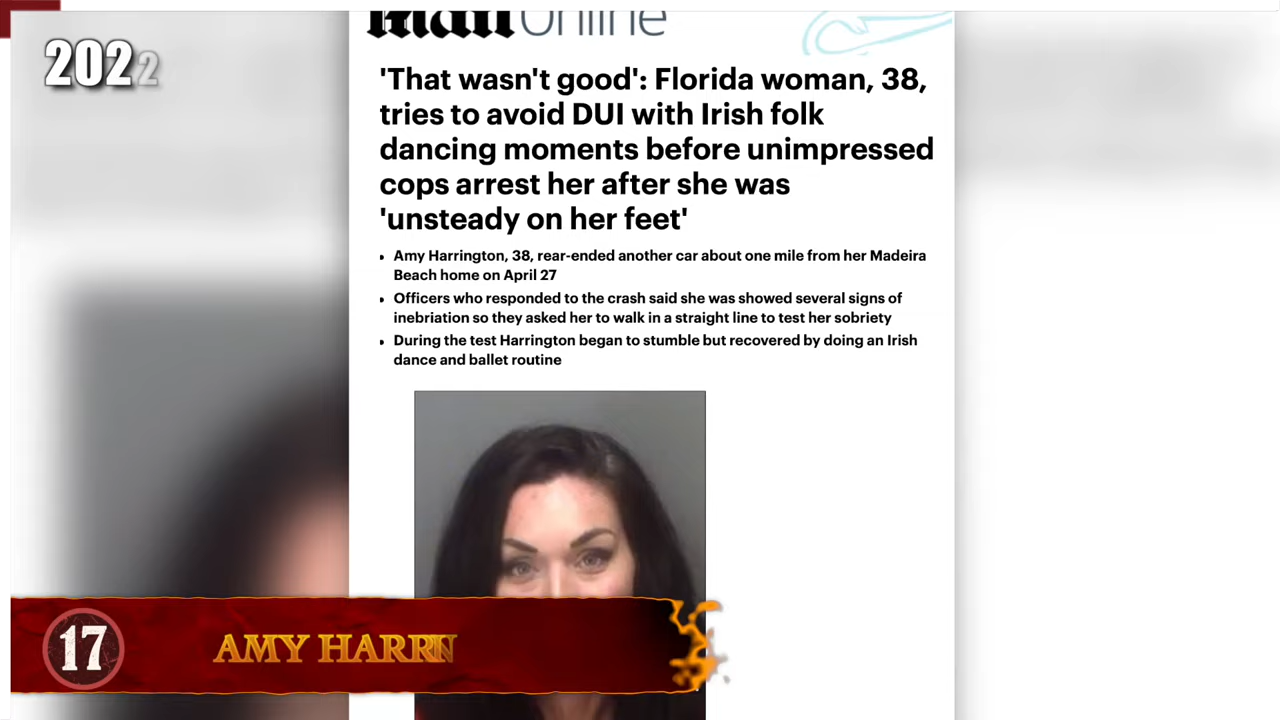 Mail Online
2022
'That wasn't good': Florida woman, 38,
tries to avoid DUI with Irish folk
dancing moments before unimpressed
cops arrest her after she was
'unsteady on her feet'
Amy Harrington, 38, rear-ended another car about one mile from her Madeira
Beach home on April 27
Officers who responded to the crash said she was showed several signs of
inebriation so they asked her to walk in a straight line to test her sobriety
During the test Harrington began to stumble but recovered by doing an Irish
dance and ballet routine
17
AMY HARRIN